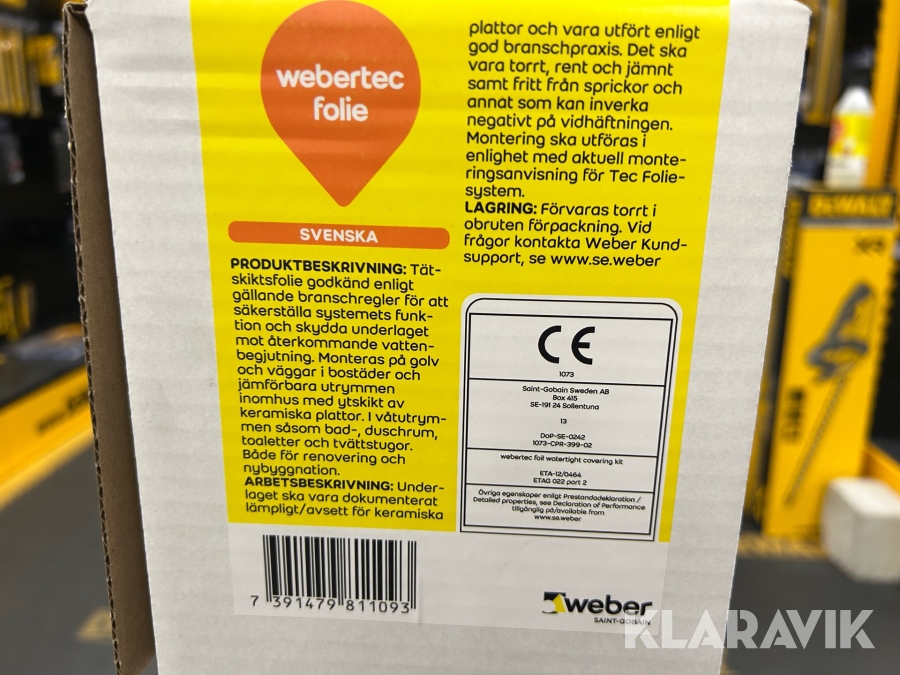 webertec
folie
SVENSKA
PRODUKTBESKRIVNING: Tät-
skiktsfolie godkänd enligt
gällande branschregler för att
säkerställa systemets funk-
tion och skydda underlaget
mot återkommande vatten-
begjutning. Monteras på golv
och väggar i bostäder och
jämförbara utrymmen
inomhus med ytskikt av
keramiska plattor. I våtutrym-
men såsom bad-, duschrum,
toaletter och tvättstugor.
Både för renovering och
nybyggnation.
ARBETSBESKRIVNING: Under-
laget ska vara dokumenterat
lämpligt/avsett för keramiska
plattor och vara utfört enligt
god branschpraxis. Det ska
vara torrt, rent och jämnt
samt fritt från sprickor och
annat som kan inverka
negativt på vidhäftningen.
Montering ska utföras i
enlighet med aktuell monte-
ringsanvisning för Tec Folie-
system.
LAGRING: Förvaras torrt i
obruten förpackning. Vid
frågor kontakta Weber Kund-
support, se www.se.weber
CE
1073
Saint-Gobain Sweden AB
Box 415
SE-191 24 Sollentuna
13
DoP-SE-0242
1073-CPR-399-02
webertec foil watertight covering kit
ETA-12/0464
ETAG 022 part 2
Övriga egenskaper enligt Prestandadeklaration /
Detailed properties, see Declaration of Performance
tillgänglig på/available from
www.se.weber
7 391479 811093
weber
SAINT-GOBAIN
KLARAVIK
DEWALT